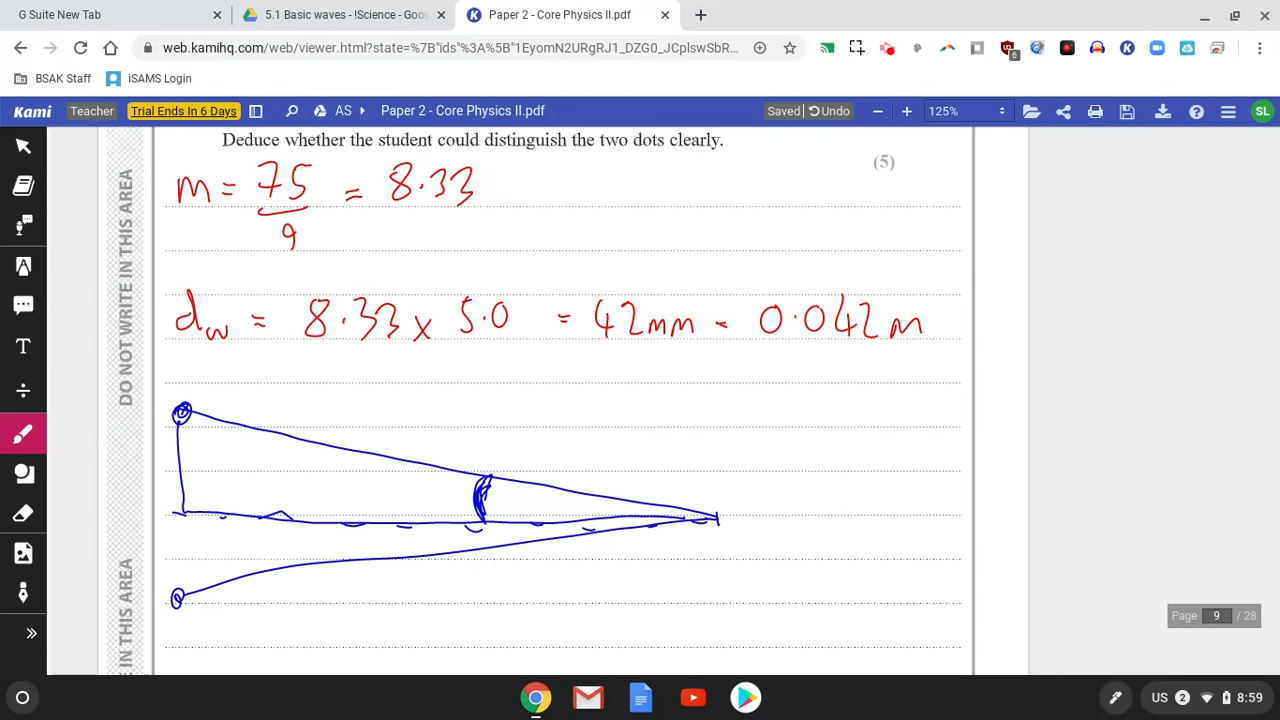 G Suite New Tab
5.1 Basic waves - !Science - Goo
Paper 2 - Core Physics II.pdf
web.kamihq.com/web/viewer.html?state=%7B"ids"%3A%5B"1EyomN2URgRJ1_DZG0_JCplswSbR...
6
BSAK Staff
iSAMS Login
Kami
Teacher
Trial Ends In 6 Days
AS
Paper 2 - Core Physics II.pdf
Saved
Undo
125%
SL
Deduce whether the student could distinguish the two dots clearly.
(5)
m = 75/9 = 8.33
dw = 8.33 x 5.0 = 42mm = 0.042m
DO NOT WRITE IN THIS AREA
E IN THIS AREA
Page 9 / 28
US 2 8:59